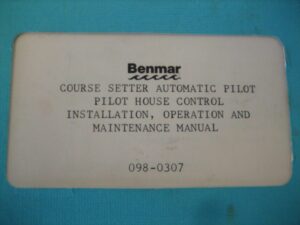 Benmar
COURSE SETTER AUTOMATIC PILOT
PILOT HOUSE CONTROL
INSTALLATION, OPERATION AND
MAINTENANCE MANUAL
098-0307